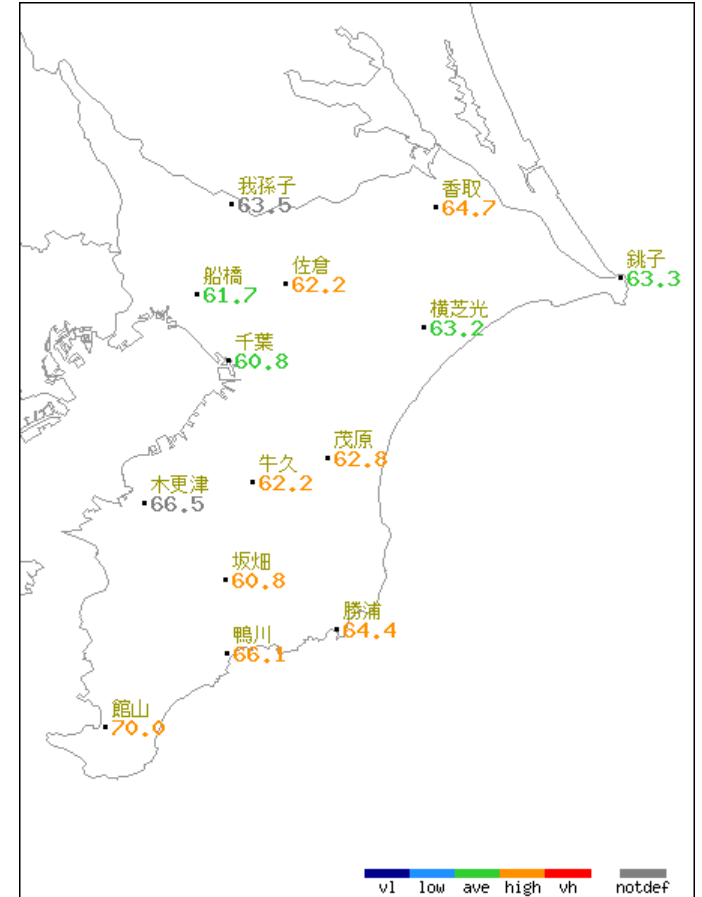 我孫子
63.5
香取
64.7
佐倉
62.2
船橋
61.7
銚子
63.3
横芝光
63.2
千葉
60.8
茂原
62.8
牛久
62.2
木更津
66.5
坂畑
60.8
勝浦
64.4
鴨川
66.1
館山
70.0
vl low ave high vh notdef